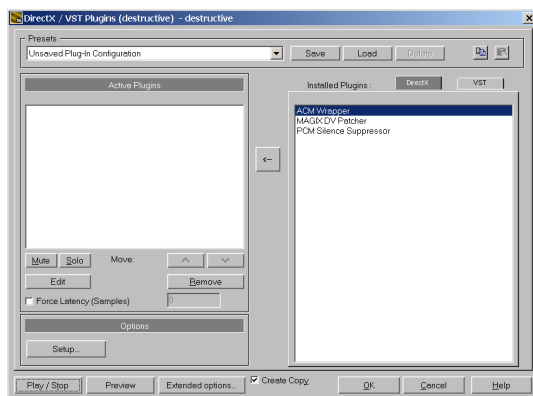 DirectX / VST Plugins (destructive) - destructive
Presets
Unsaved Plug-In Configuration
Save
Load
Delete
Active Plugins
Installed Plugins :
DirectX
VST
ACM Wrapper
MAGIX DV Patcher
PCM Silence Suppressor
<--
Mute
Solo
Move:
Edit
Remove
Force Latency (Samples)
0
Options
Setup...
Play / Stop
Preview
Extended options...
Create Copy
OK
Cancel
Help